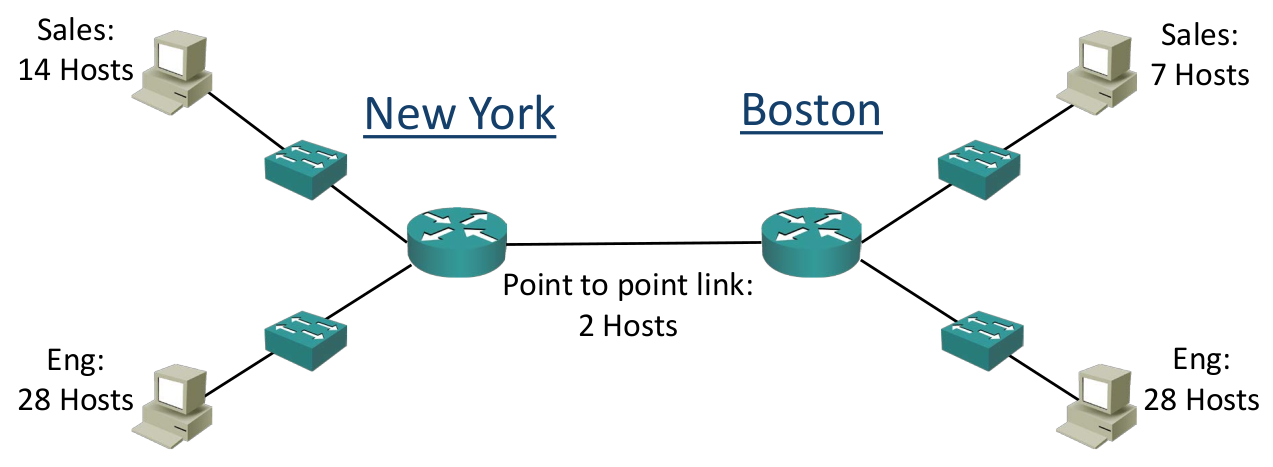 Sales:
14 Hosts
New York
Boston
Sales:
7 Hosts
Point to point link:
2 Hosts
Eng:
28 Hosts
Eng:
28 Hosts